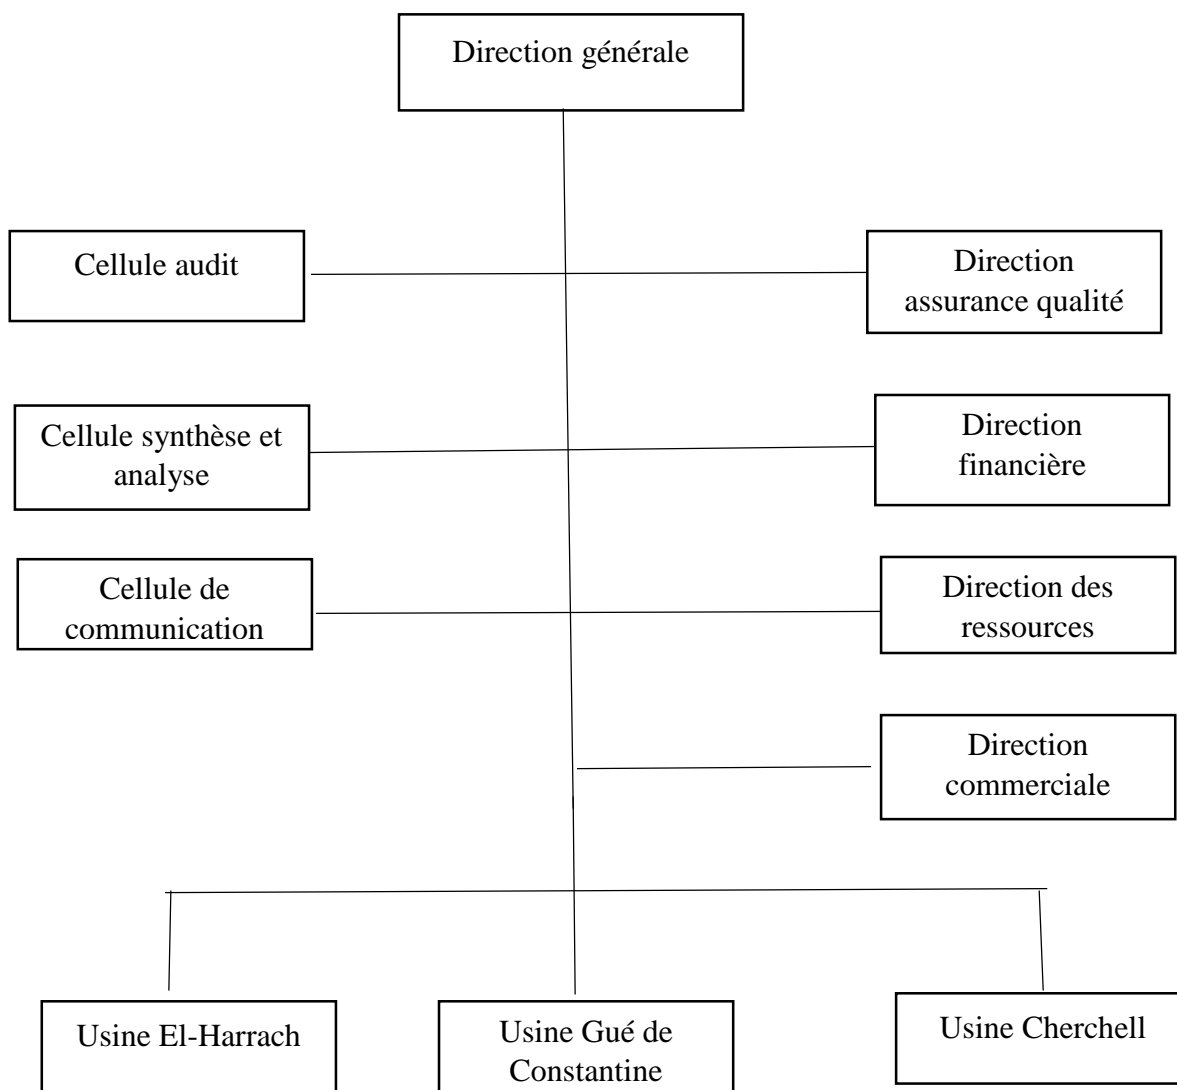 Direction générale
Cellule audit
Direction
assurance qualité
Cellule synthèse et
analyse
Direction
financière
Cellule de
communication
Direction des
ressources
Direction
commerciale
Usine El-Harrach
Usine Gué de
Constantine
Usine Cherchell